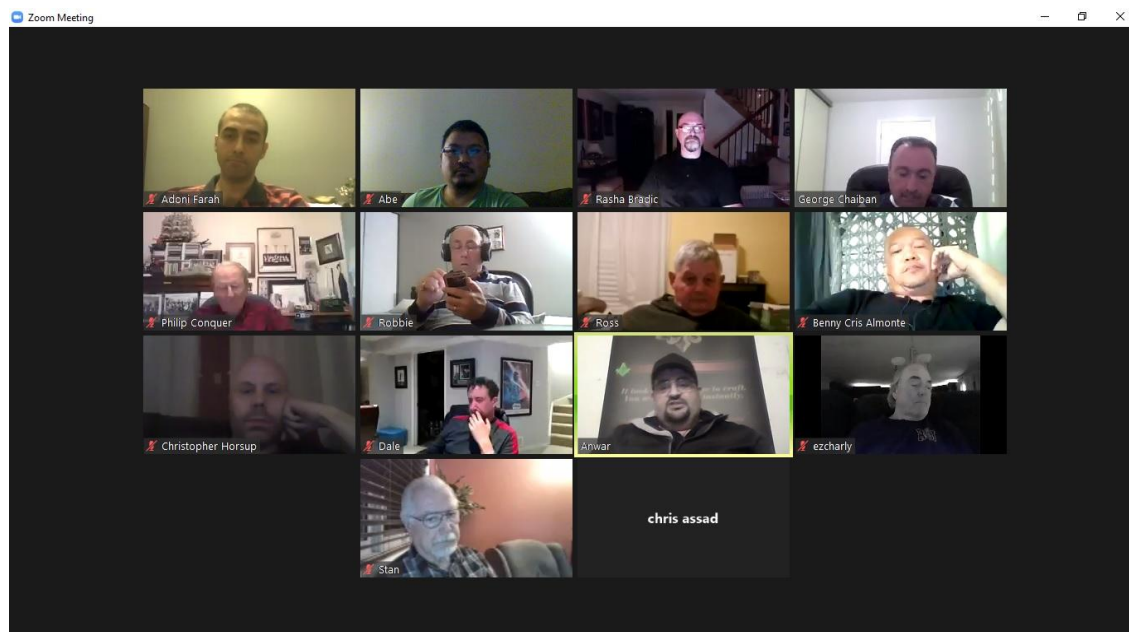 Zoom Meeting
Adoni Farah
Abe
Rasha Bradic
George Chaiban
Philip Conquer
Robbie
Ross
Benny Cris Almonte
Christopher Horsup
Dale
Anwar
ezcharly
Stan
chris assad